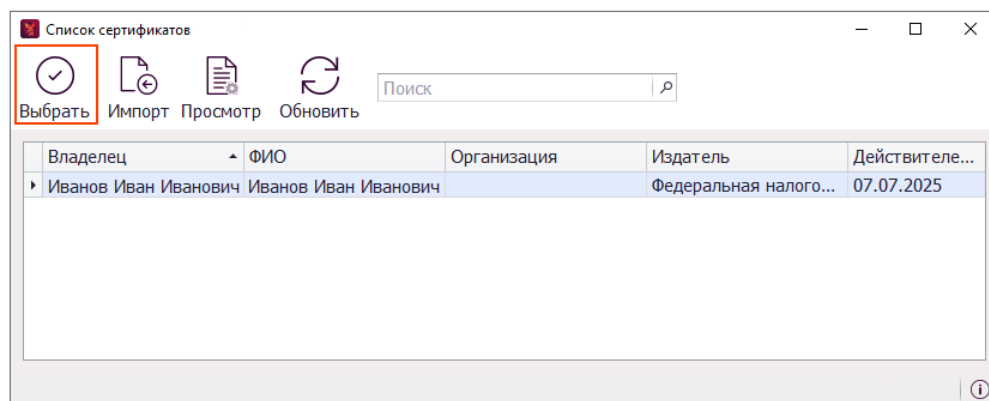 Список сертификатов
Выбрать Импорт Просмотр Обновить Поиск
Владелец ФИО Организация Издатель Действителе...
Иванов Иван Иванович Иванов Иван Иванович Федеральная налого... 07.07.2025